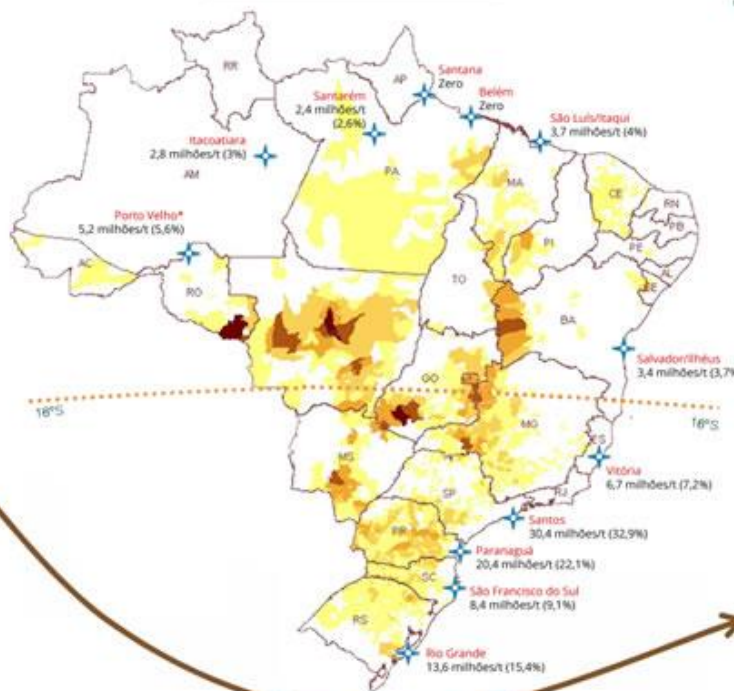 RR
AP
Santana
Zero
Belém
Zero
Santarém
2,4 milhões/t
(2,6%)
São Luís/Itaqui
3,7 milhões/t (4%)
Itacoatiara
2,8 milhões/t (3%)
AM
PA
MA
CE
RN
PB
Porto Velho*
5,2 milhões/t (5,6%)
PI
PE
AL
SE
AC
RO
TO
BA
Salvador/Ilhéus
3,4 milhões/t (3,7%
GO
16ºS
16ºS
MG
ES
MS
Vitória
6,7 milhões/t (7,2%)
SP
RJ
Santos
30,4 milhões/t (32,9%)
PR
Paranaguá
20,4 milhões/t (22,1%)
SC
São Francisco do Sul
8,4 milhões/t (9,1%)
RS
Rio Grande
13,6 milhões/t (15,4%)